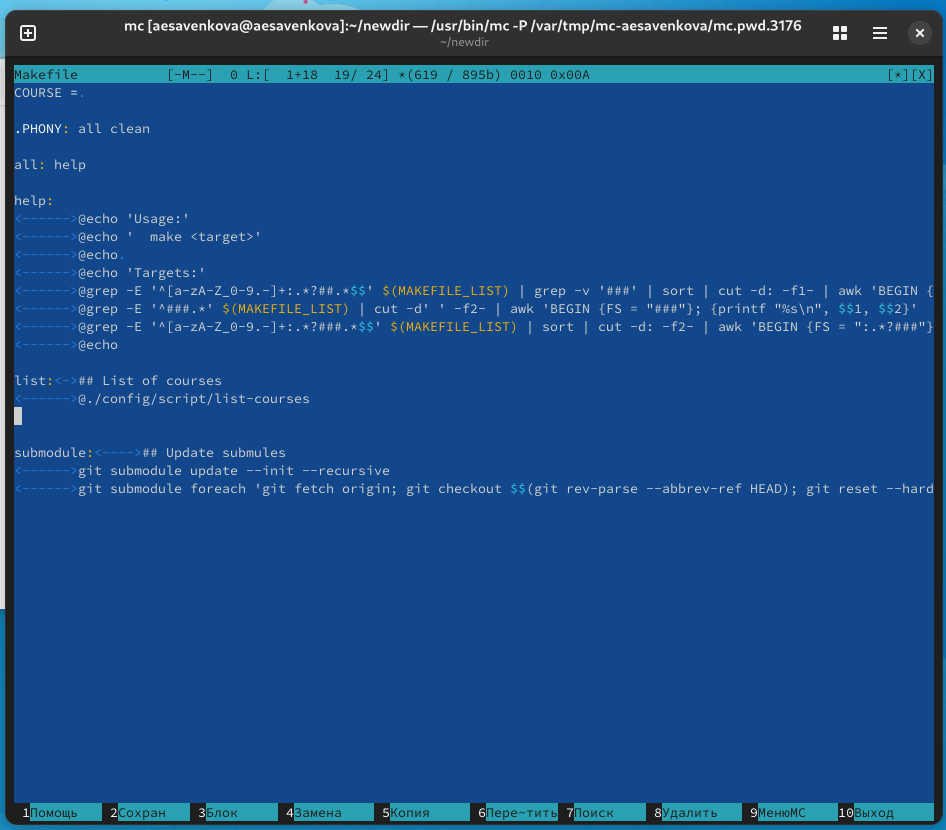 mc [aesavenkova@aesavenkova]:~/newdir — /usr/bin/mc -P /var/tmp/mc-aesavenkova/mc.pwd.3176
~/newdir
Makefile [-M--] 0 L:[ 1+18 19/ 24] *(619 / 895b) 0010 0x00A [*][X]
COURSE =.
.PHONY: all clean
all: help
help:
<------>@echo 'Usage:'
<------>@echo '  make <target>'
<------>@echo.
<------>@echo 'Targets:'
<------>@grep -E '^[a-zA-Z_0-9.-]+:.*?##.*$$' $(MAKEFILE_LIST) | grep -v '###' | sort | cut -d: -f1- | awk 'BEGIN {
<------>@grep -E '^###.*' $(MAKEFILE_LIST) | cut -d' ' -f2- | awk 'BEGIN {FS = "###"}; {printf "%s\n", $$1, $$2}'
<------>@grep -E '^[a-zA-Z_0-9.-]+:.*?###.*$$' $(MAKEFILE_LIST) | sort | cut -d: -f2- | awk 'BEGIN {FS = ":.*?###"}
<------>@echo
list:<->## List of courses
<------>@./config/script/list-courses
submodule:<---->## Update submules
<------>git submodule update --init --recursive
<------>git submodule foreach 'git fetch origin; git checkout $$(git rev-parse --abbrev-ref HEAD); git reset --hard
1Помощь 2Сохран 3Блок 4Замена 5Копия 6Пере~тить 7Поиск 8Удалить 9МенюMC 10Выход